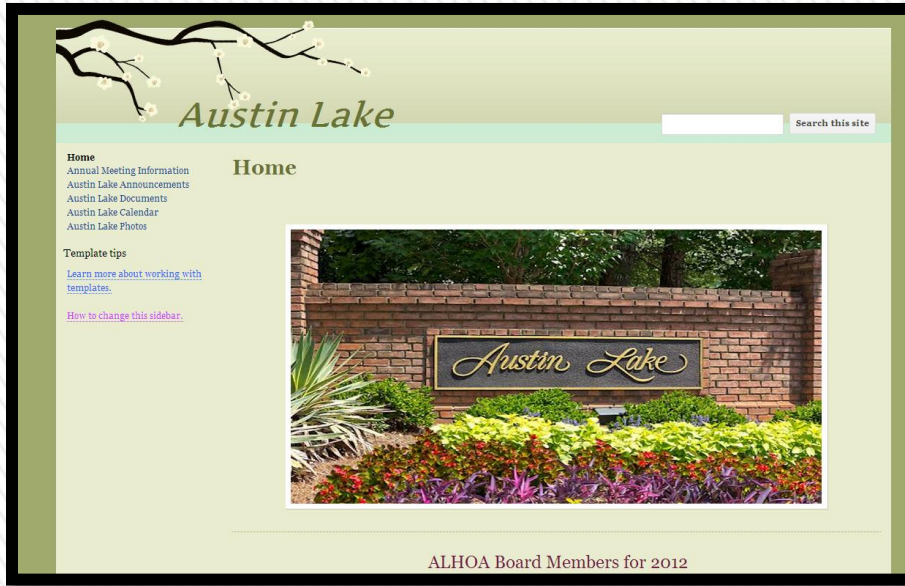 Austin Lake
Search this site
Home
Annual Meeting Information
Austin Lake Announcements
Austin Lake Documents
Austin Lake Calendar
Austin Lake Photos
Template tips
Learn more about working with
templates.
How to change this sidebar.
Home
Austin Lake
ALHOA Board Members for 2012